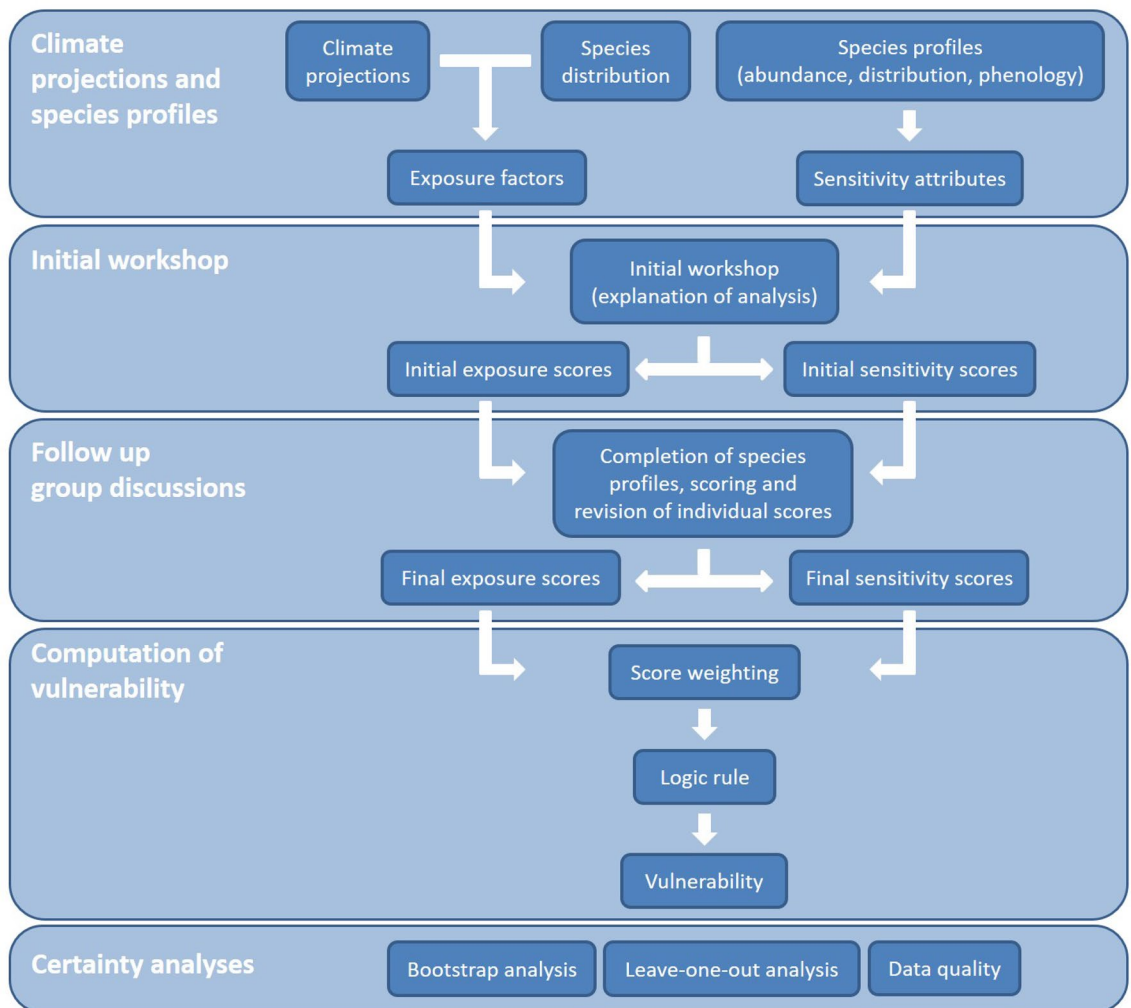 Climate
projections and
species profiles
Climate
projections
Species
distribution
Species profiles
(abundance, distribution, phenology)
Exposure factors
Sensitivity attributes
Initial workshop
Initial workshop
(explanation of analysis)
Initial exposure scores
Initial sensitivity scores
Follow up
group discussions
Completion of species
profiles, scoring and
revision of individual scores
Final exposure scores
Final sensitivity scores
Computation of
vulnerability
Score weighting
Logic rule
Vulnerability
Certainty analyses
Bootstrap analysis
Leave-one-out analysis
Data quality